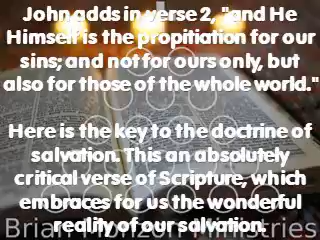 John adds in verse 2, "and He
Himself is the propitiation for our
sins; and not for ours only, but
also for those of the whole world."
Here is the key to the doctrine of
salvation. This an absolutely
critical verse of Scripture, which
embraces for us the wonderful
reality of our salvation.
Brian Horizon Ministries